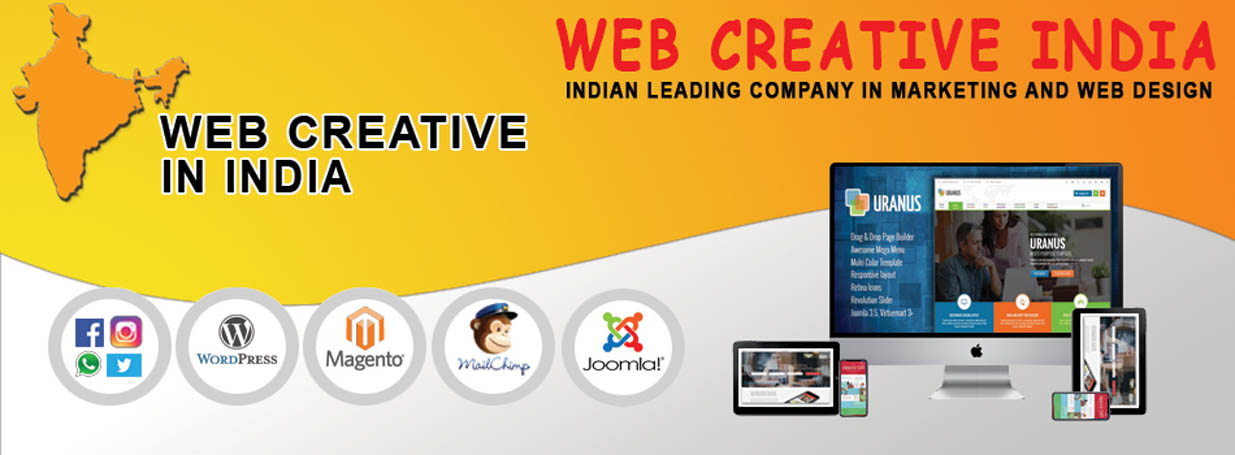 WEB CREATIVE INDIA
INDIAN LEADING COMPANY IN MARKETING AND WEB DESIGN
WEB CREATIVE
IN INDIA
WORDPRESS
Magento
MailChimp
Joomla!
URANUS
Drag & Drop Page Builder
Awesome Mega Menu
Multi Color Template
Responsive layout
Retina Icons
Revolution Slider
Joomla 3.5, Virtuemart 3-
URANUS
URANUS